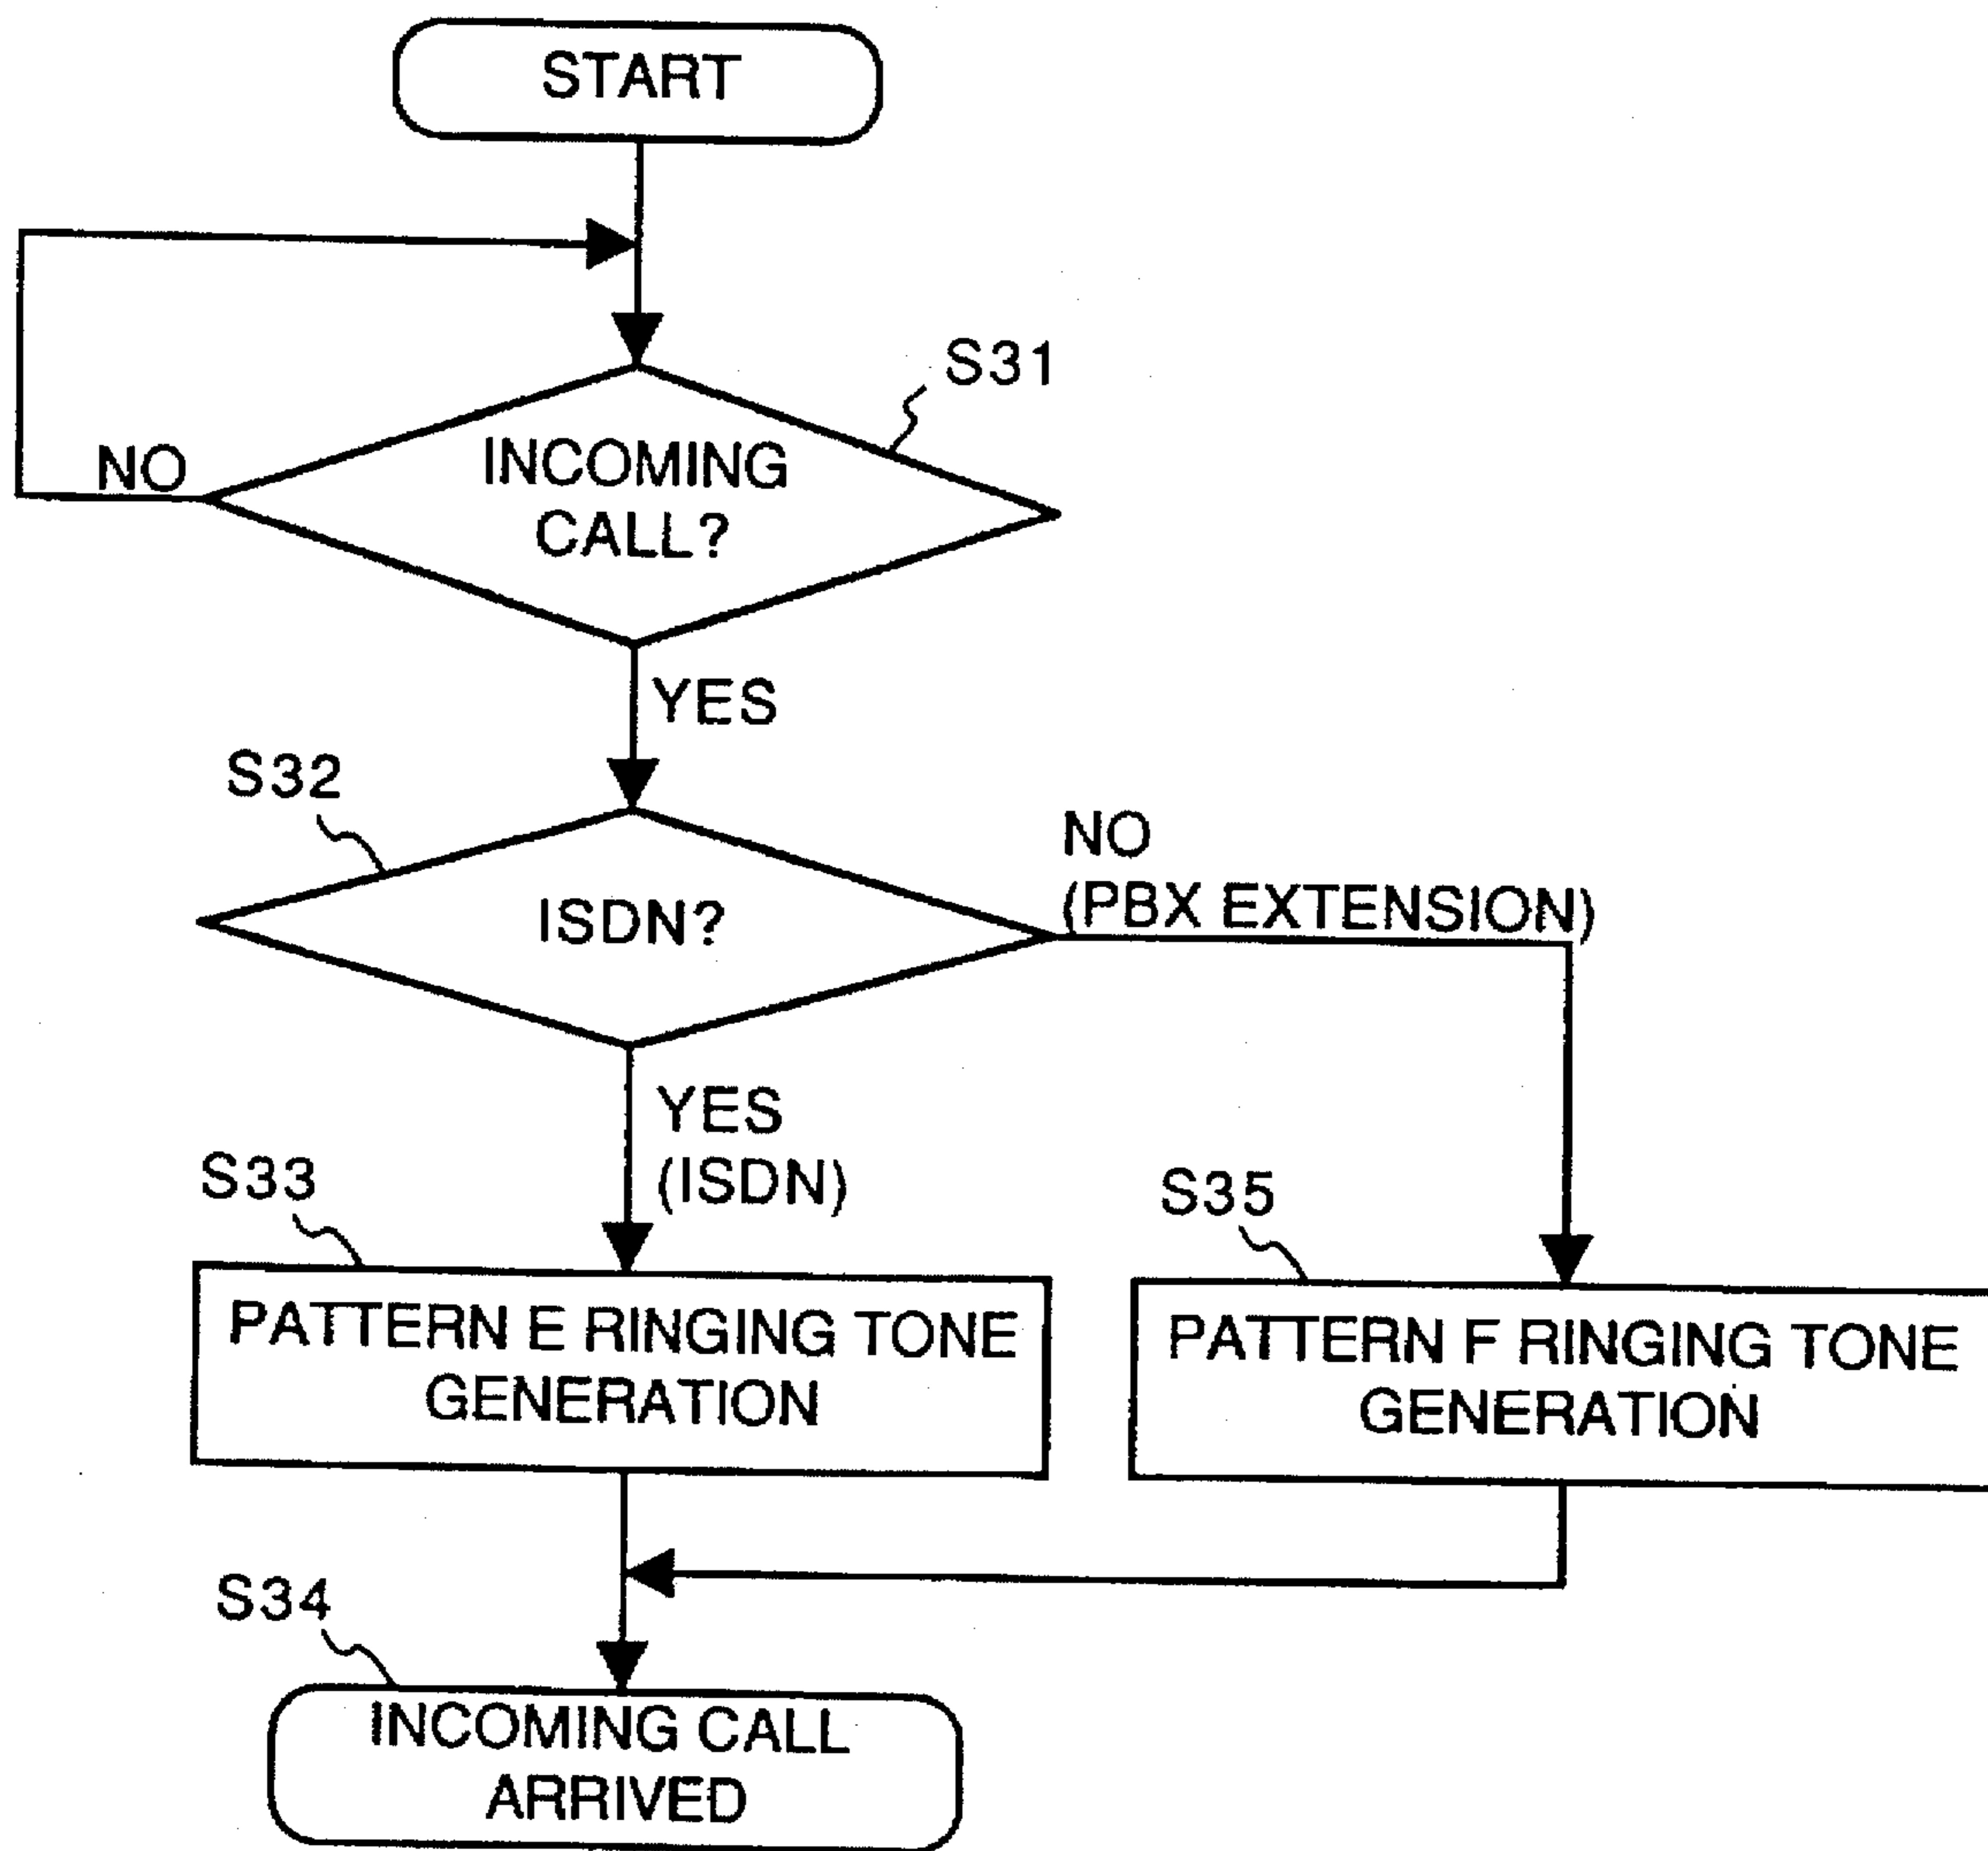 START
S31
INCOMING
CALL?
NO
YES
S32
ISDN?
NO
(PBX EXTENSION)
YES
(ISDN)
S33
PATTERN E RINGING TONE
GENERATION
S35
PATTERN F RINGING TONE
GENERATION
S34
INCOMING CALL
ARRIVED